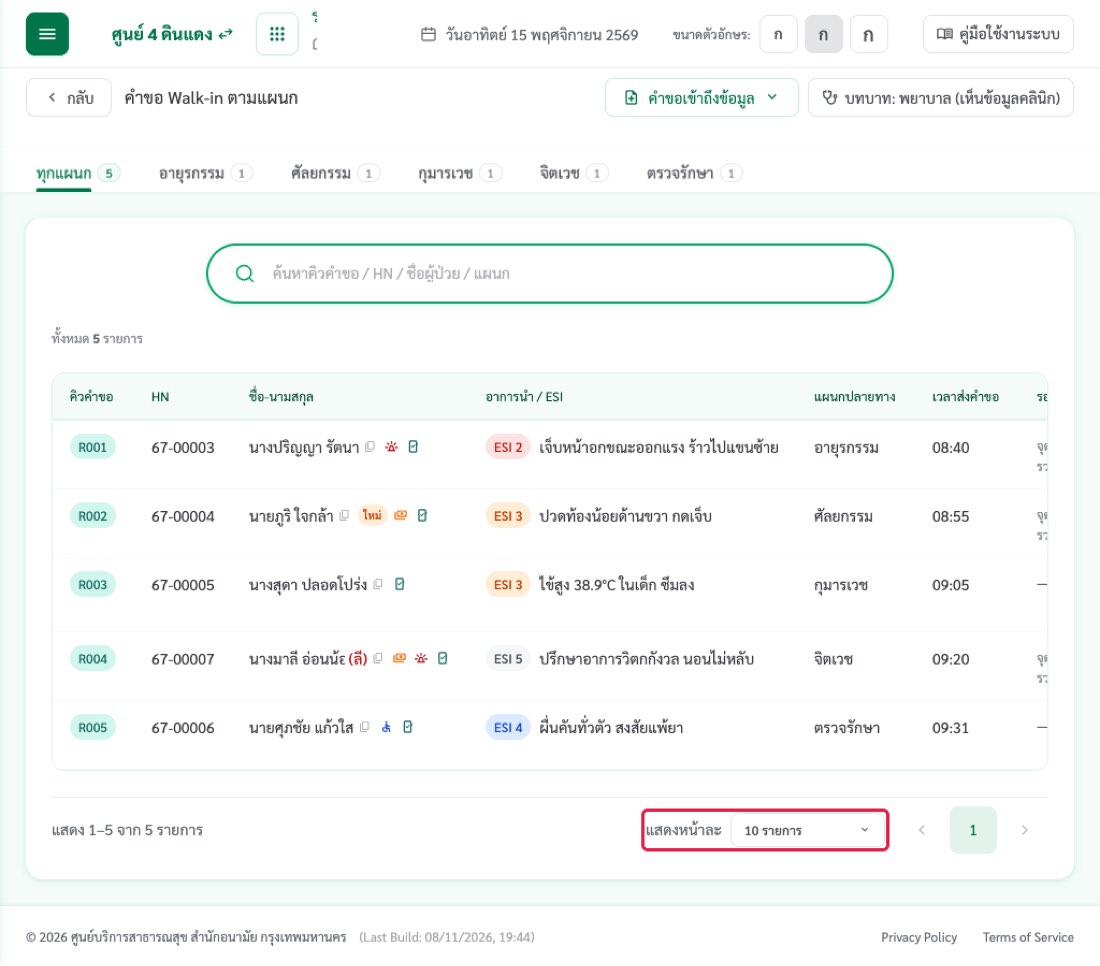 ศูนย์ 4 ดินแดง
วันอาทิตย์ 15 พฤศจิกายน 2569
ขนาดตัวอักษร: ก ก ก
คู่มือใช้งานระบบ
กลับ
คำขอ Walk-in ตามแผนก
คำขอเข้าถึงข้อมูล
บทบาท: พยาบาล (เห็นข้อมูลคลินิก)
ทุกแผนก 5 อายุรกรรม 1 ศัลยกรรม 1 กุมารเวช 1 จิตเวช 1 ตรวจรักษา 1
ค้นหาคิวคำขอ / HN / ชื่อผู้ป่วย / แผนก
ทั้งหมด 5 รายการ
คิวคำขอ HN ชื่อ-นามสกุล อาการนำ / ESI แผนกปลายทาง เวลาส่งคำขอ
R001 67-00003 นางปริญญา รัตนา ESI 2 เจ็บหน้าอกขณะออกแรง ร้าวไปแขนซ้าย อายุรกรรม 08:40
R002 67-00004 นายภูริ ใจกล้า ใหม่ ESI 3 ปวดท้องน้อยด้านขวา กดเจ็บ ศัลยกรรม 08:55
R003 67-00005 นางสุดา ปลอดโปร่ง ESI 3 ไข้สูง 38.9°C ในเด็ก ซึมลง กุมารเวช 09:05 —
R004 67-00007 นางมาลี (ลี) ESI 5 ปรึกษาอาการวิตกกังวล นอนไม่หลับ จิตเวช 09:20
R005 67-00006 นายศุภชัย แก้วใส ESI 4 ผื่นคันทั่วตัว สงสัยแพ้ยา ตรวจรักษา 09:31 —
แสดง 1–5 จาก 5 รายการ
แสดงหน้าละ 10 รายการ
1
© 2026 ศูนย์บริการสาธารณสุข สำนักอนามัย กรุงเทพมหานคร (Last Build: 08/11/2026, 19:44)
Privacy Policy Terms of Service